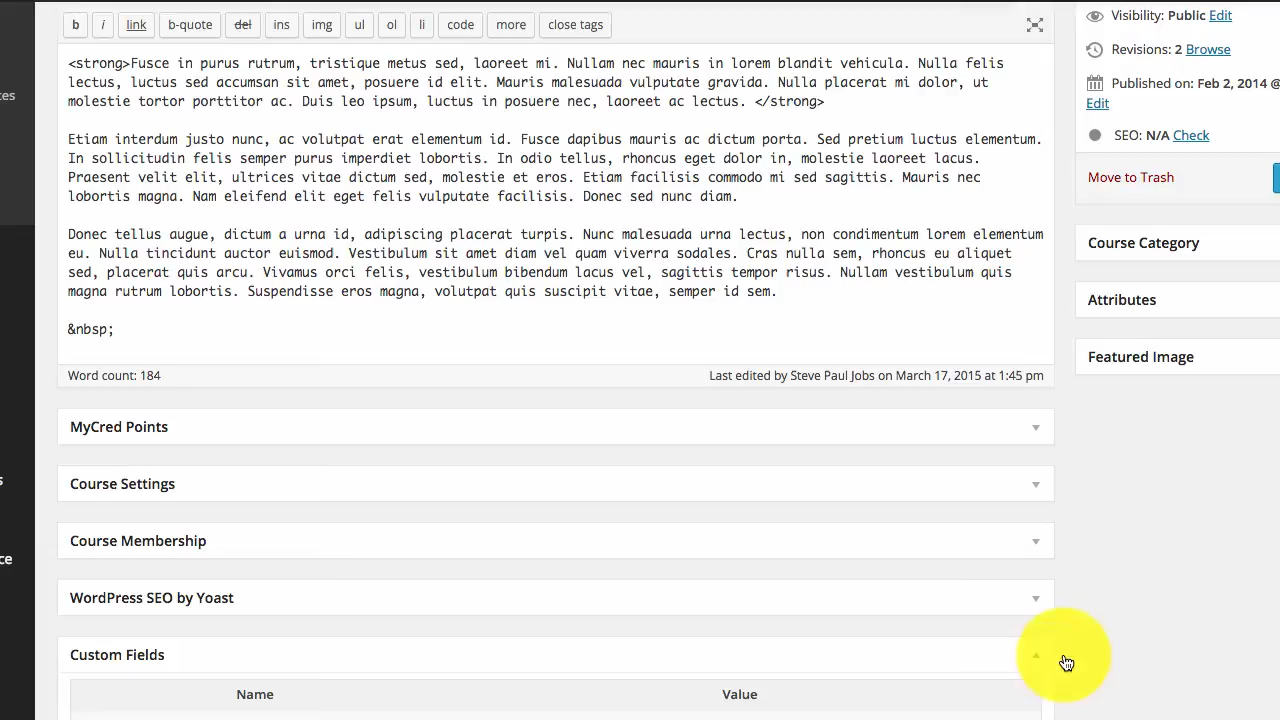 b i link b-quote del ins img ul ol li code more close tags
<strong>Fusce in purus rutrum, tristique metus sed, laoreet mi. Nullam nec mauris in lorem blandit vehicula. Nulla felis
lectus, luctus sed accumsan sit amet, posuere id elit. Mauris malesuada vulputate gravida. Nulla placerat mi dolor, ut
molestie tortor porttitor ac. Duis leo ipsum, luctus in posuere nec, laoreet ac lectus. </strong>
Etiam interdum justo nunc, ac volutpat erat elementum id. Fusce dapibus mauris ac dictum porta. Sed pretium luctus elementum.
In sollicitudin felis semper purus imperdiet lobortis. In odio tellus, rhoncus eget dolor in, molestie laoreet lacus.
Praesent velit elit, ultrices vitae dictum sed, molestie et eros. Etiam facilisis commodo mi sed sagittis. Mauris nec
lobortis magna. Nam eleifend elit eget felis vulputate facilisis. Donec sed nunc diam.
Donec tellus augue, dictum a urna id, adipiscing placerat turpis. Nunc malesuada urna lectus, non condimentum lorem elementum
eu. Nulla tincidunt auctor euismod. Vestibulum sit amet diam vel quam viverra sodales. Cras nulla sem, rhoncus eu aliquet
sed, placerat quis arcu. Vivamus orci felis, vestibulum bibendum lacus vel, sagittis tempor risus. Nullam vestibulum quis
magna rutrum lobortis. Suspendisse eros magna, volutpat quis suscipit vitae, semper id sem.
&nbsp;
Word count: 184
Last edited by Steve Paul Jobs on March 17, 2015 at 1:45 pm
MyCred Points
Course Settings
Course Membership
WordPress SEO by Yoast
Custom Fields
Name Value
Visibility: Public Edit
Revisions: 2 Browse
Published on: Feb 2, 2014 @
Edit
SEO: N/A Check
Move to Trash
Course Category
Attributes
Featured Image